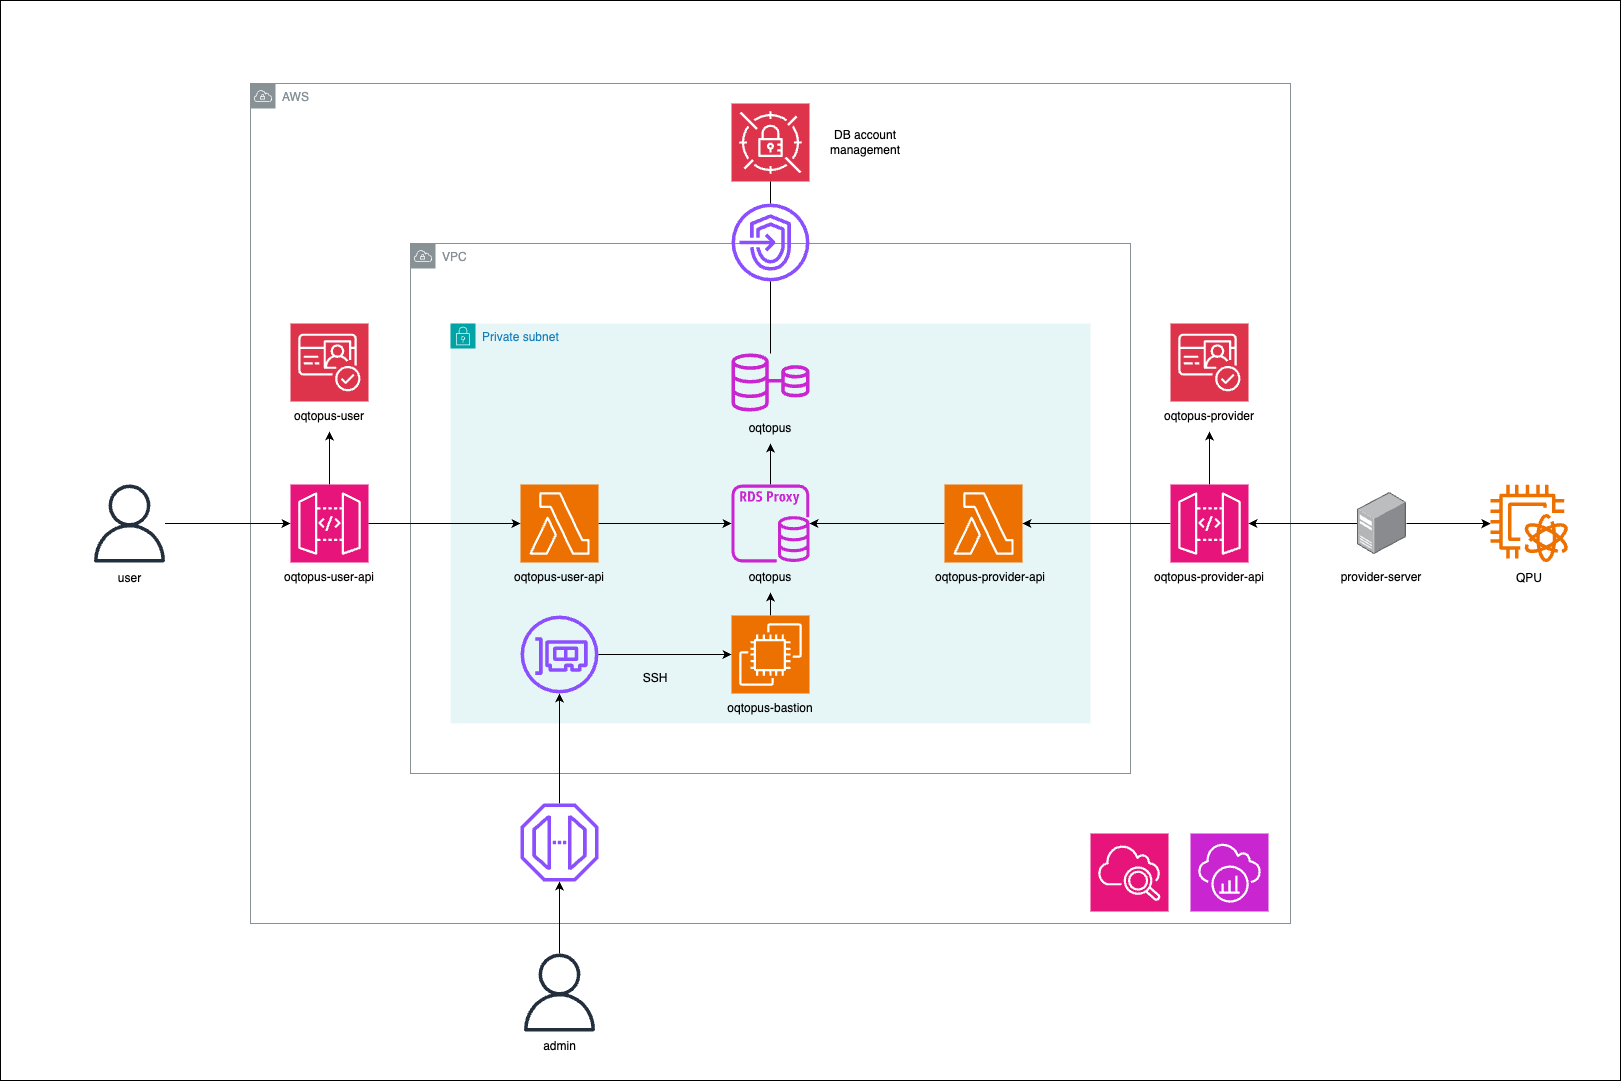 AWS
DB account
management
VPC
Private subnet
oqtopus-user
oqtopus
oqtopus-provider
RDS Proxy
user
oqtopus-user-api
oqtopus-user-api
oqtopus
oqtopus-provider-api
oqtopus-provider-api
provider-server
QPU
SSH
oqtopus-bastion
admin